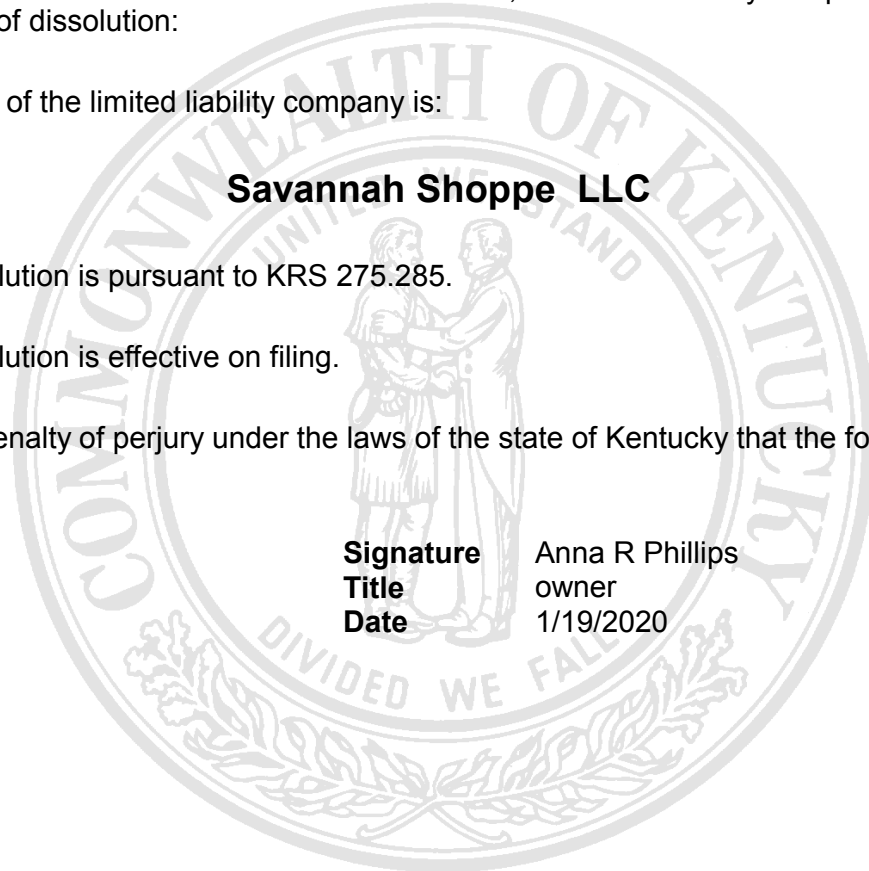 of dissolution:
of the limited liability company is:
Savannah Shoppe LLC
lution is pursuant to KRS 275.285.
lution is effective on filing.
enalty of perjury under the laws of the state of Kentucky that the fo
Signature Anna R Phillips
Title owner
Date 1/19/2020
COMMONWEALTH OF KENTUCKY
UNITED WE STAND
DIVIDED WE FALL